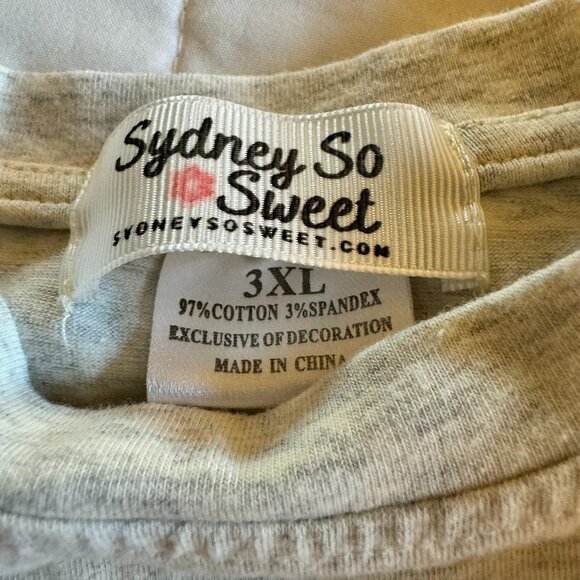 Sydney So
Sweet
SYDNEYSOSWEET.COM
3XL
97%COTTON 3%SPANDEX
EXCLUSIVE OF DECORATION
MADE IN CHINA